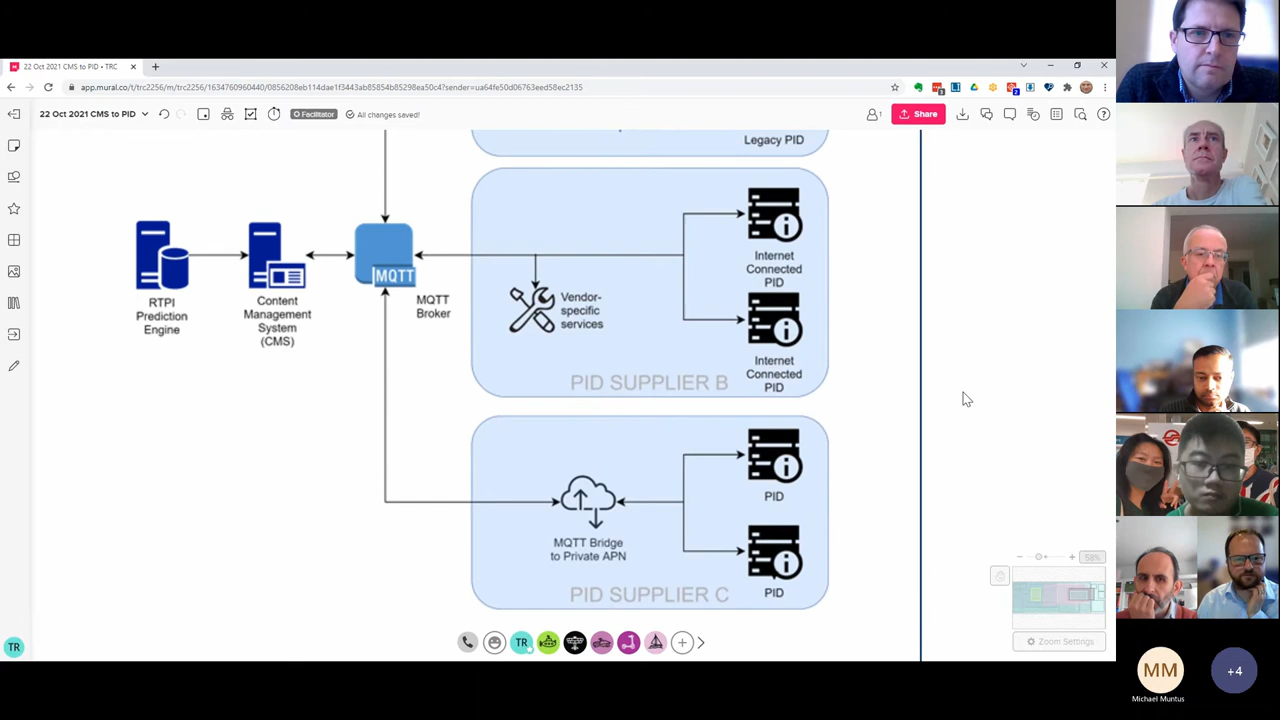 22 Oct 2021 CMS to PID • TRC
app.mural.co/t/trc2256/m/trc2256/1634760960440/0856208eb114dae1f3443ab85854b85298ea50c4?sender=ua64fe50d06763eed58ec2135
22 Oct 2021 CMS to PID
Facilitator
All changes saved!
1
Share
Legacy PID
MQTT
RTPI
Prediction
Engine
Content
Management
System
(CMS)
MQTT
Broker
Vendor-
specific
services
Internet
Connected
PID
Internet
Connected
PID
PID SUPPLIER B
MQTT Bridge
to Private APN
PID
PID
PID SUPPLIER C
58%
Zoom Settings
TR
TR
MM
Michael Muntus
+4